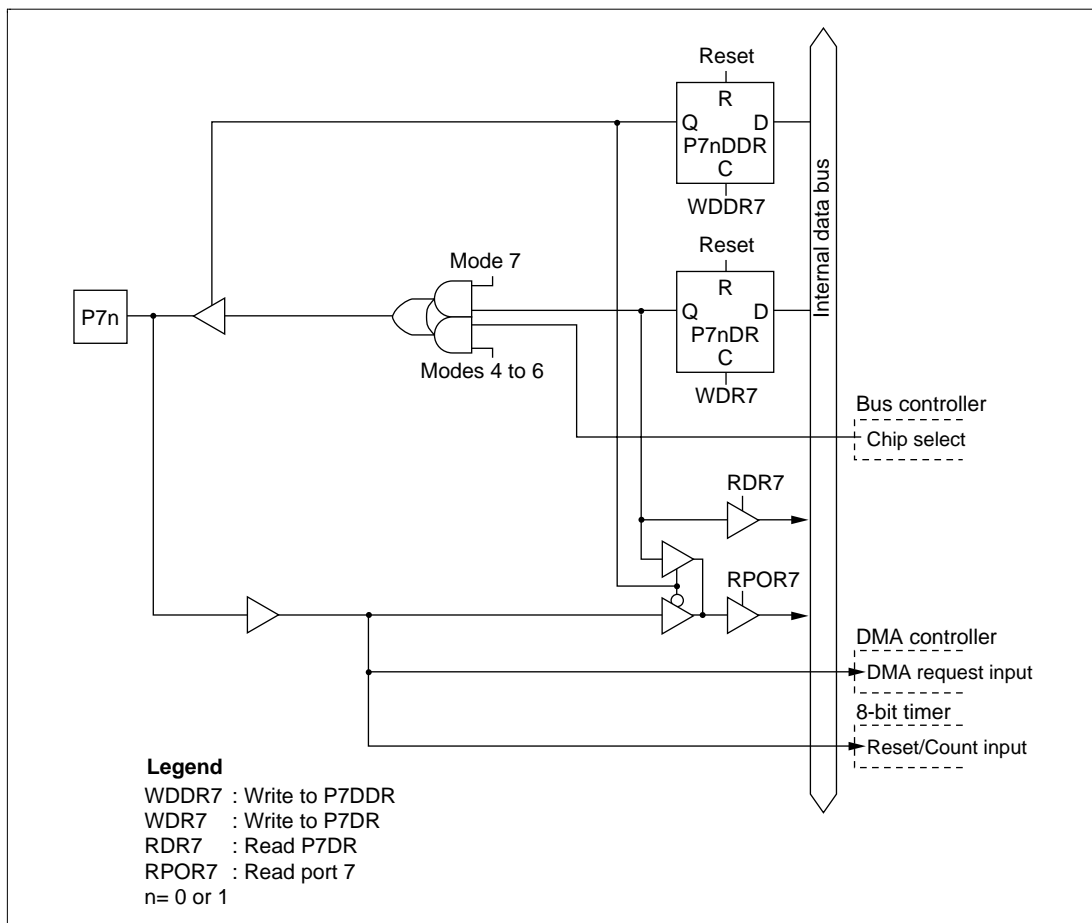 Reset
R
Q D
P7nDDR
C
WDDR7
Internal data bus
Reset
R
Q D
P7nDR
C
WDR7
Mode 7
P7n
Modes 4 to 6
Bus controller
Chip select
RDR7
RPOR7
DMA controller
DMA request input
8-bit timer
Reset/Count input
Legend
WDDR7 : Write to P7DDR
WDR7 : Write to P7DR
RDR7 : Read P7DR
RPOR7 : Read port 7
n= 0 or 1